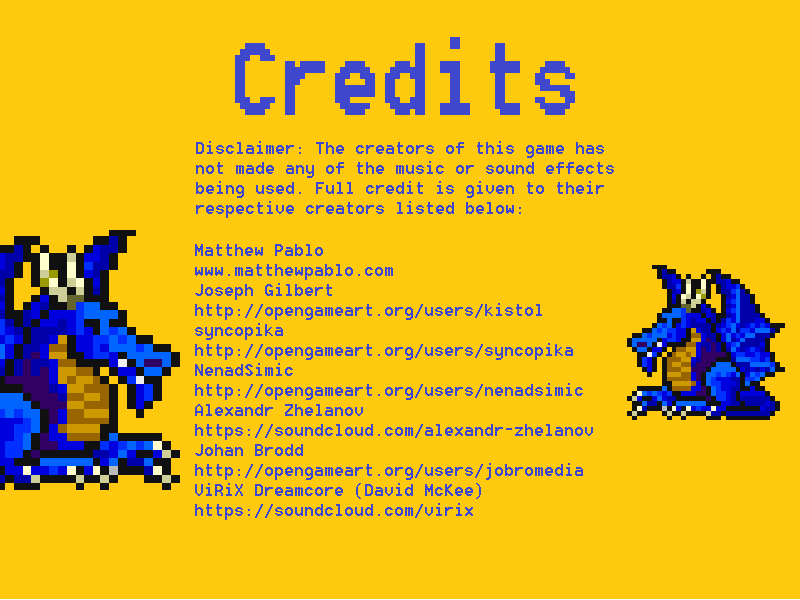 Credits
Disclaimer: The creators of this game has
not made any of the music or sound effects
being used. Full credit is given to their
respective creators listed below:
Matthew Pablo
www.matthewpablo.com
Joseph Gilbert
http://opengameart.org/users/kistol
syncopika
http://opengameart.org/users/syncopika
NenadSimic
http://opengameart.org/users/nenadsimic
Alexandr Zhelanov
https://soundcloud.com/alexandr-zhelanov
Johan Brodd
http://opengameart.org/users/jobromedia
ViRiX Dreamcore (David McKee)
https://soundcloud.com/virix